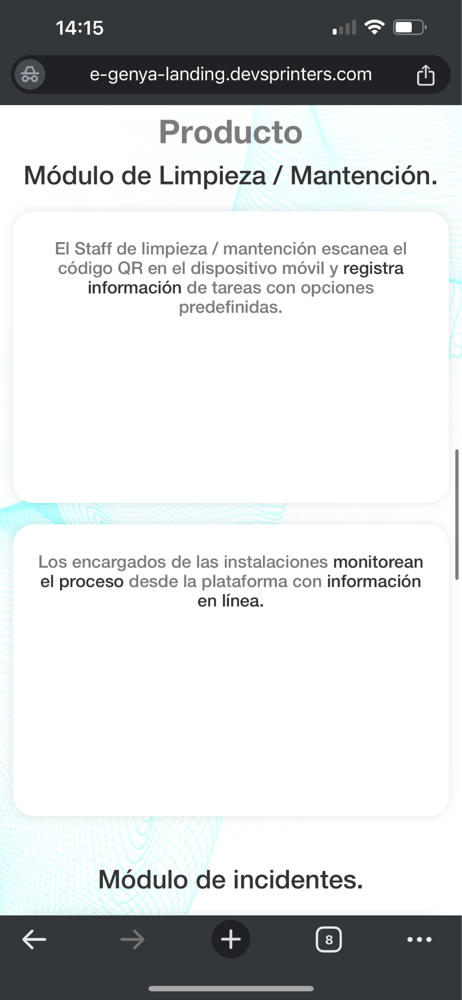 14:15
e-genya-landing.devsprinters.com
Producto
Módulo de Limpieza / Mantención.
El Staff de limpieza / mantención escanea el
código QR en el dispositivo móvil y registra
información de tareas con opciones
predefinidas.
Los encargados de las instalaciones monitorean
el proceso desde la plataforma con información
en línea.
Módulo de incidentes.
8